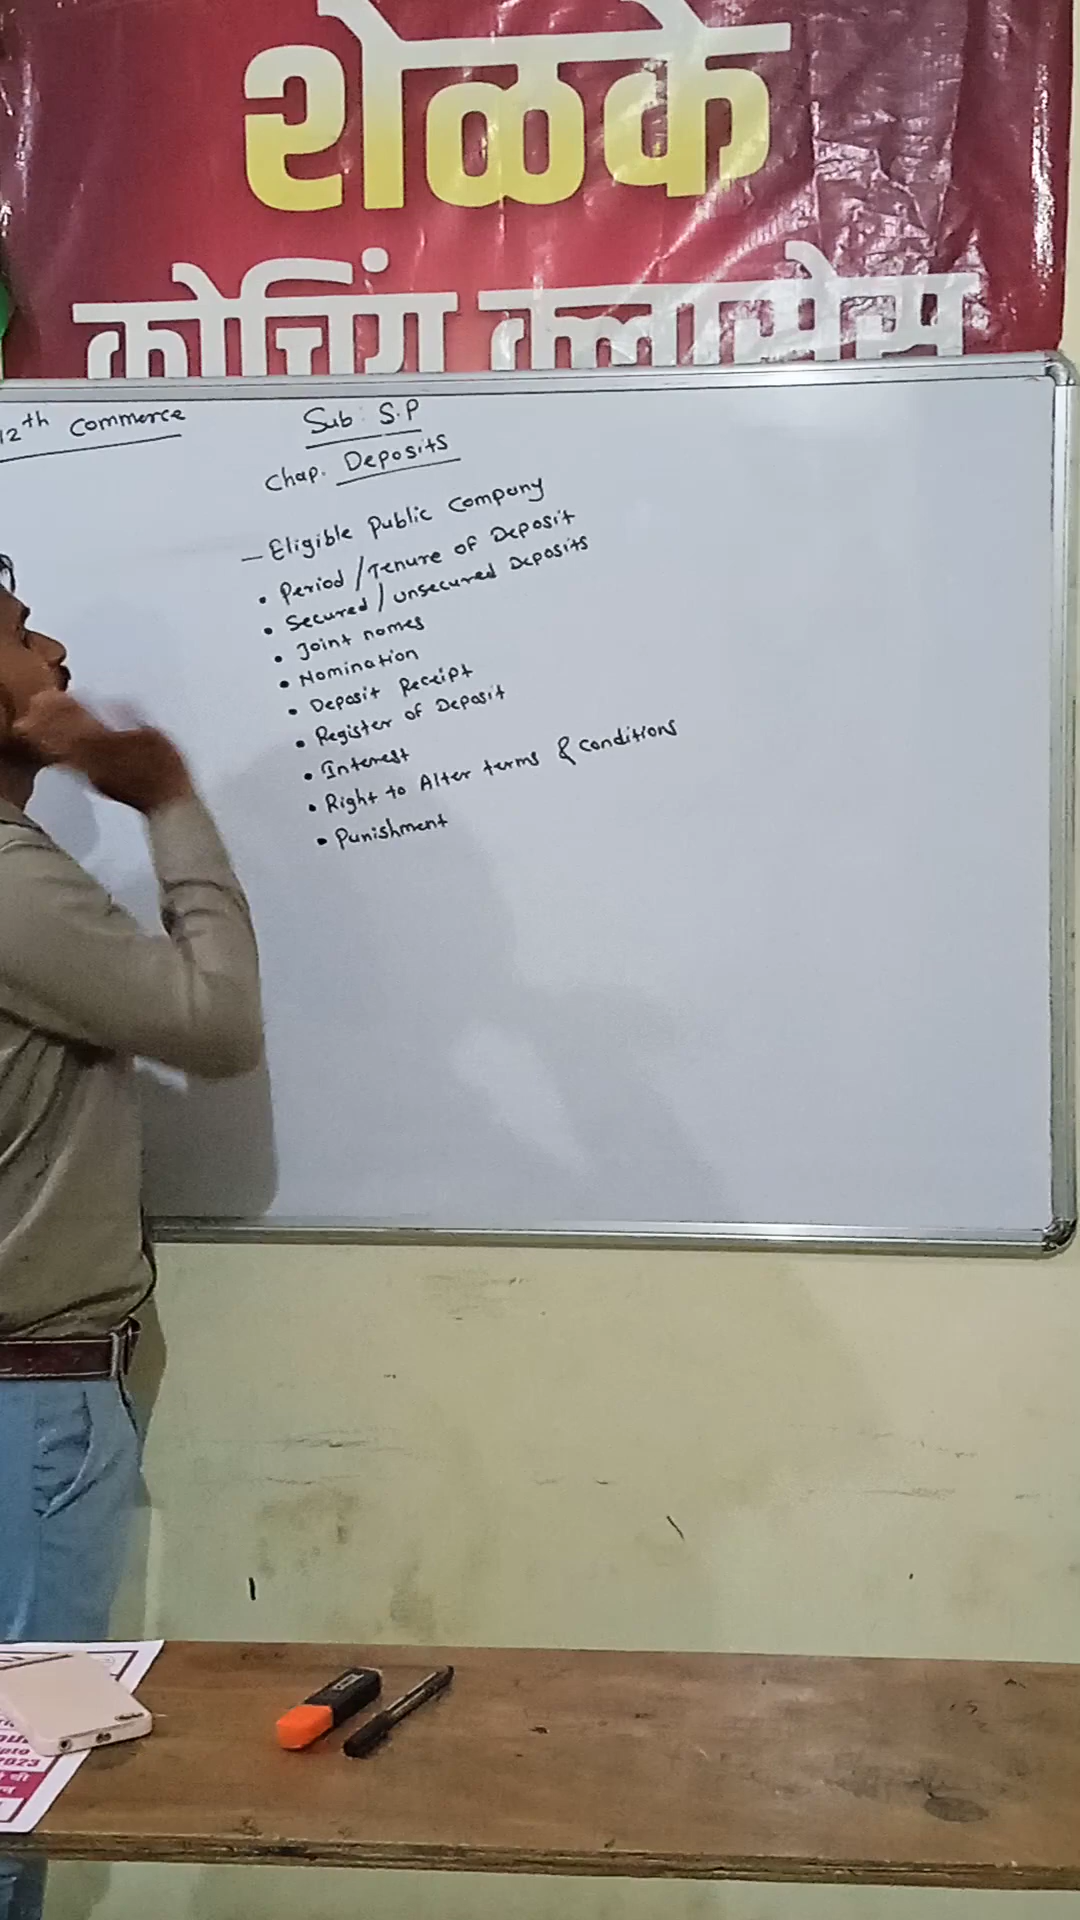 शेळके
कोचिंग क्लासेस
12th Commerce
Sub: S.P
Chap. Deposits
– Eligible Public Company
• Period / Tenure of Deposit
• Secured / unsecured Deposits
• Joint names
• Nomination
• Deposit Receipt
• Register of Deposit
• Interest
• Right to Alter terms & conditions
• Punishment
2023